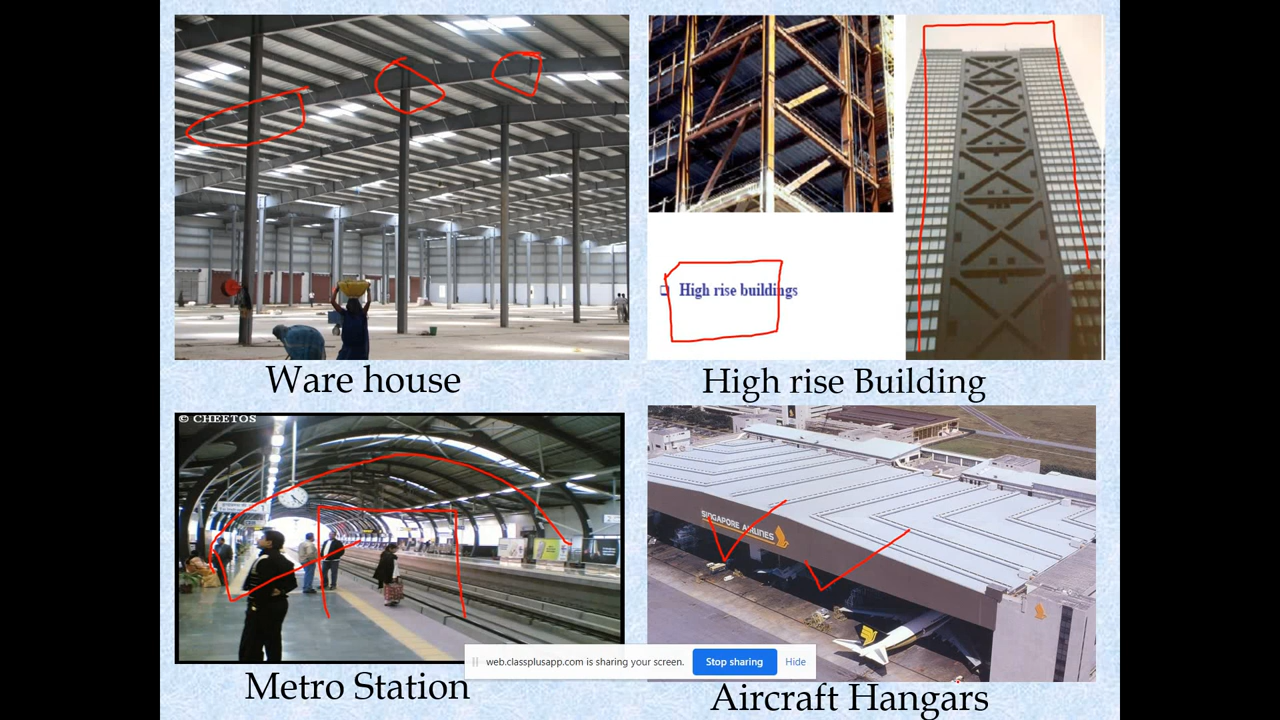 High rise buildings
Ware house
High rise Building
© CHEETOS
SINGAPORE AIRLINES
web.classplusapp.com is sharing your screen.
Stop sharing
Hide
Metro Station
Aircraft Hangars